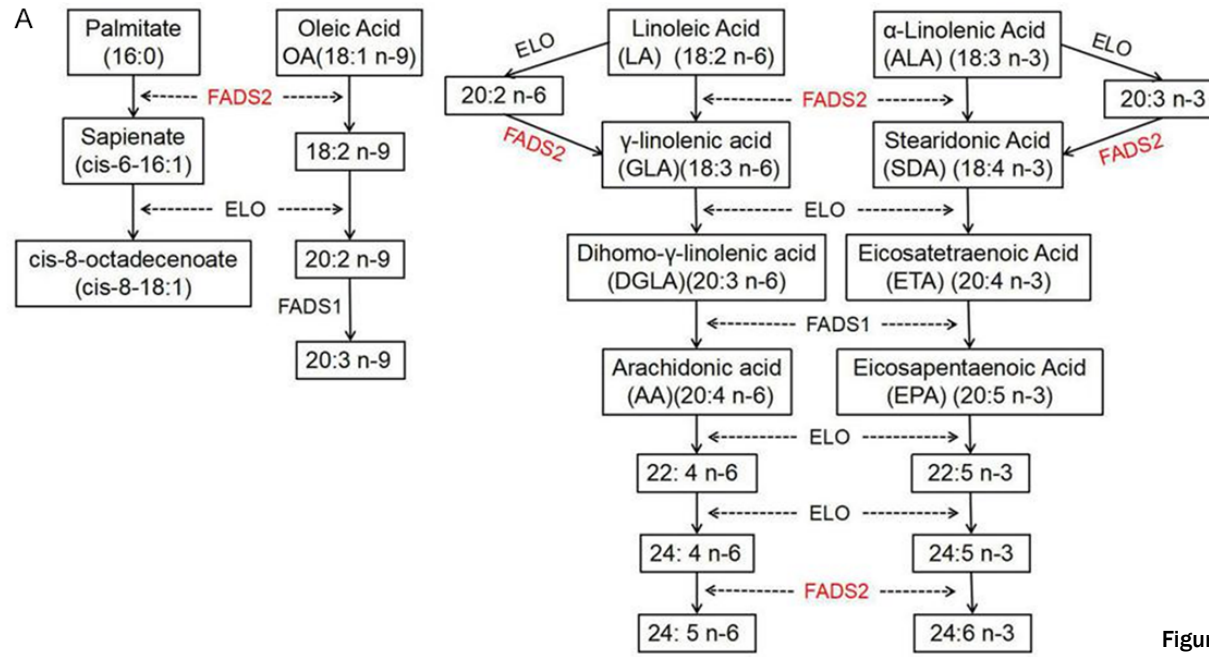 A
Palmitate
(16:0)
FADS2
Sapienate
(cis-6-16:1)
ELO
cis-8-octadecenoate
(cis-8-18:1)
Oleic Acid
OA(18:1 n-9)
18:2 n-9
20:2 n-9
FADS1
20:3 n-9
Linoleic Acid
(LA) (18:2 n-6)
ELO
20:2 n-6
FADS2
FADS2
γ-linolenic acid
(GLA)(18:3 n-6)
ELO
Dihomo-γ-linolenic acid
(DGLA)(20:3 n-6)
FADS1
Arachidonic acid
(AA)(20:4 n-6)
ELO
22: 4 n-6
ELO
24: 4 n-6
FADS2
24: 5 n-6
α-Linolenic Acid
(ALA) (18:3 n-3)
ELO
20:3 n-3
FADS2
Stearidonic Acid
(SDA) (18:4 n-3)
Eicosatetraenoic Acid
(ETA) (20:4 n-3)
Eicosapentaenoic Acid
(EPA) (20:5 n-3)
22:5 n-3
24:5 n-3
24:6 n-3
Figur